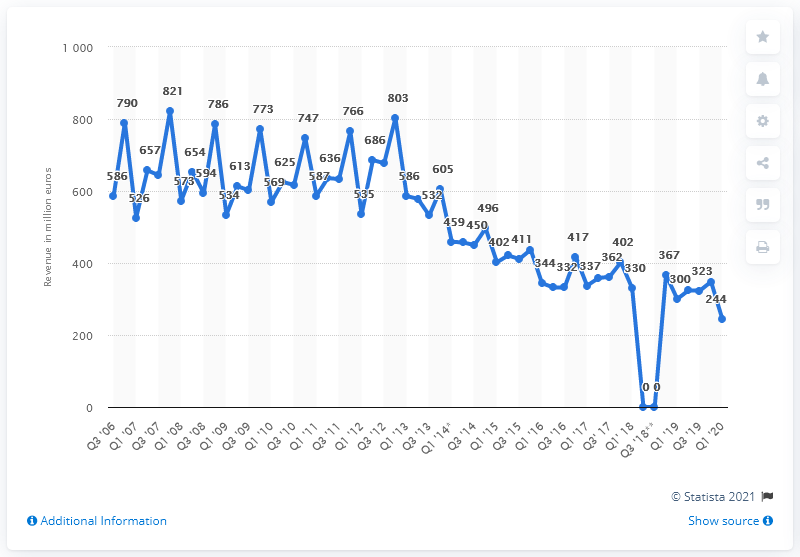 1 000
800
600
400
200
0
Revenue in million euros
586
790
526
657
821
573
654
594
786
534
613
773
569
625
747
587
636
766
535
686
803
586
532
605
459
450
496
402
411
344
332
417
337
362
402
330
0
0
367
300
323
244
Q3 '06
Q1 '07
Q3 '07
Q1 '08
Q3 '08
Q1 '09
Q3 '09
Q1 '10
Q3 '10
Q1 '11
Q3 '11
Q1 '12
Q3 '12
Q1 '13
Q3 '13
Q1 '14*
Q3 '14
Q1 '15
Q3 '15
Q1 '16
Q3 '16
Q1 '17
Q3 '17
Q1 '18
Q3 '18**
Q1 '19
Q3 '19
Q1 '20
© Statista 2021
Additional Information
Show source